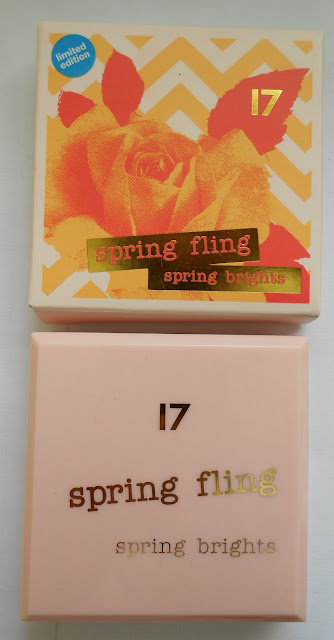 limited
edition
17
spring fling
spring brights
17
spring fling
spring brights